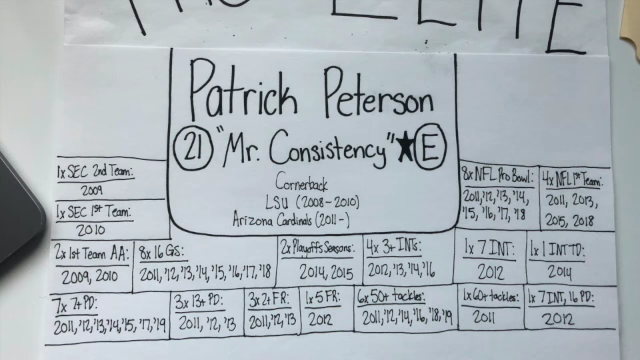 PRO ELITE
Patrick Peterson
21 "Mr. Consistency" ★ E
Cornerback
LSU (2008-2010)
Arizona Cardinals (2011-)
1x SEC 2nd Team:
2009
1x SEC 1st Team:
2010
8x NFL Pro Bowl:
2011, '12, '13, '14,
'15, '16, '17, '18
4x NFL 1st Team:
2011, 2013,
2015, 2018
2x 1st Team AA:
2009, 2010
8x 16 GS:
2011, '12, '13, '14, '15, '16, '17, '18
2x Playoffs Seasons:
2014, 2015
4x 3+ INTs:
2012, '13, '14, '16
1x 7 INT:
2012
1x 1 INT TD:
2014
7x 7+ PD:
2011, '12, '13, '14, '15, '17, '19
3x 13+ PD:
2011, '12, '13
3x 2+ FR:
2011, '12, '13
1x 5 FR:
2012
6x 50+ tackles:
2011, '12, '14, '16, '18, '19
1x 60+ tackles:
2011
1x 7 INT, 16 PD:
2012